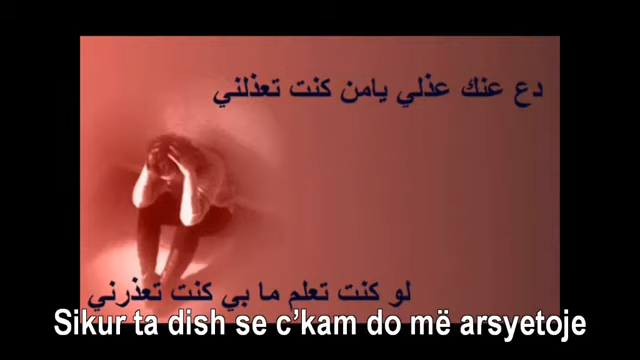 دع عنك عذلي يامن كنت تعذلني
لو كنت تعلم ما بي كنت تعذرني
Sikur ta dish se c’kam do më arsyetoje